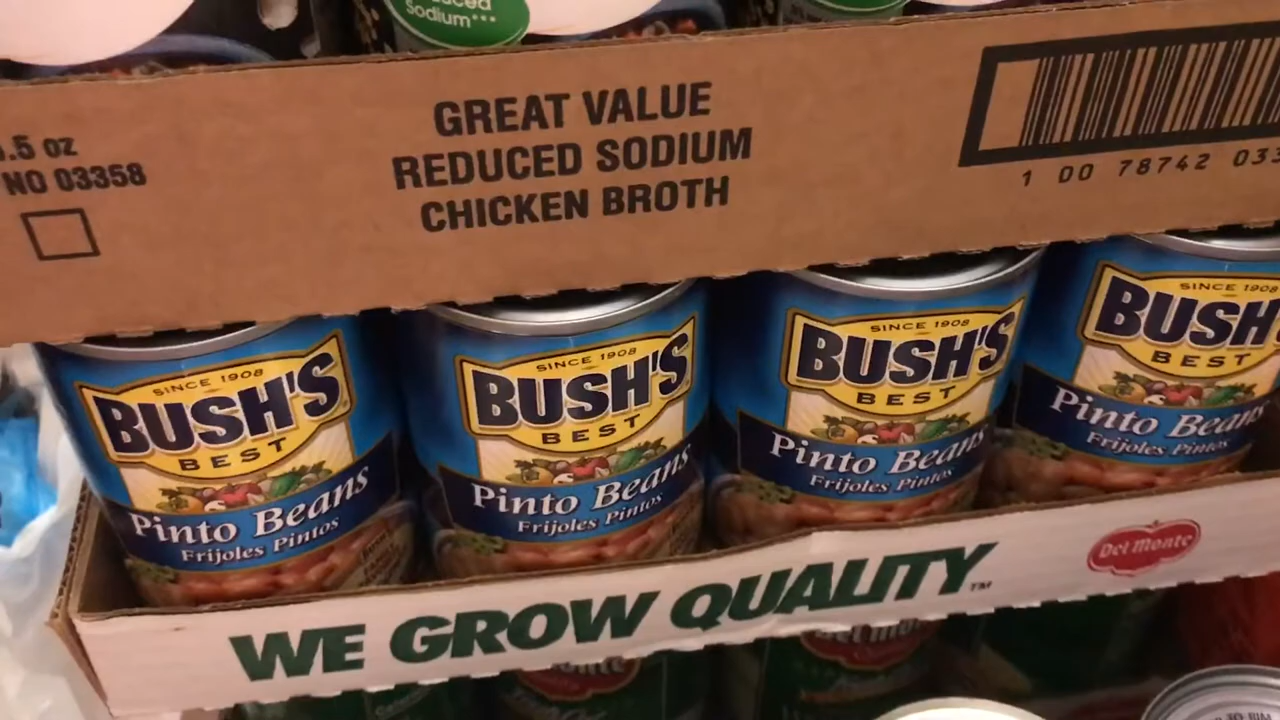 Sodium***
GREAT VALUE
REDUCED SODIUM
CHICKEN BROTH
.5 oz
NO 03358
1 00 78742 033
SINCE 1908
BUSH'S
BEST
Pinto Beans
Frijoles Pintos
SINCE 1908
BUSH'S
BEST
Pinto Beans
Frijoles Pintos
SINCE 1908
BUSH'S
BEST
Pinto Beans
Frijoles Pintos
SINCE 1908
BUSH'
BEST
Pinto Beans
Frijoles Pintos
WE GROW QUALITY™
Del Monte